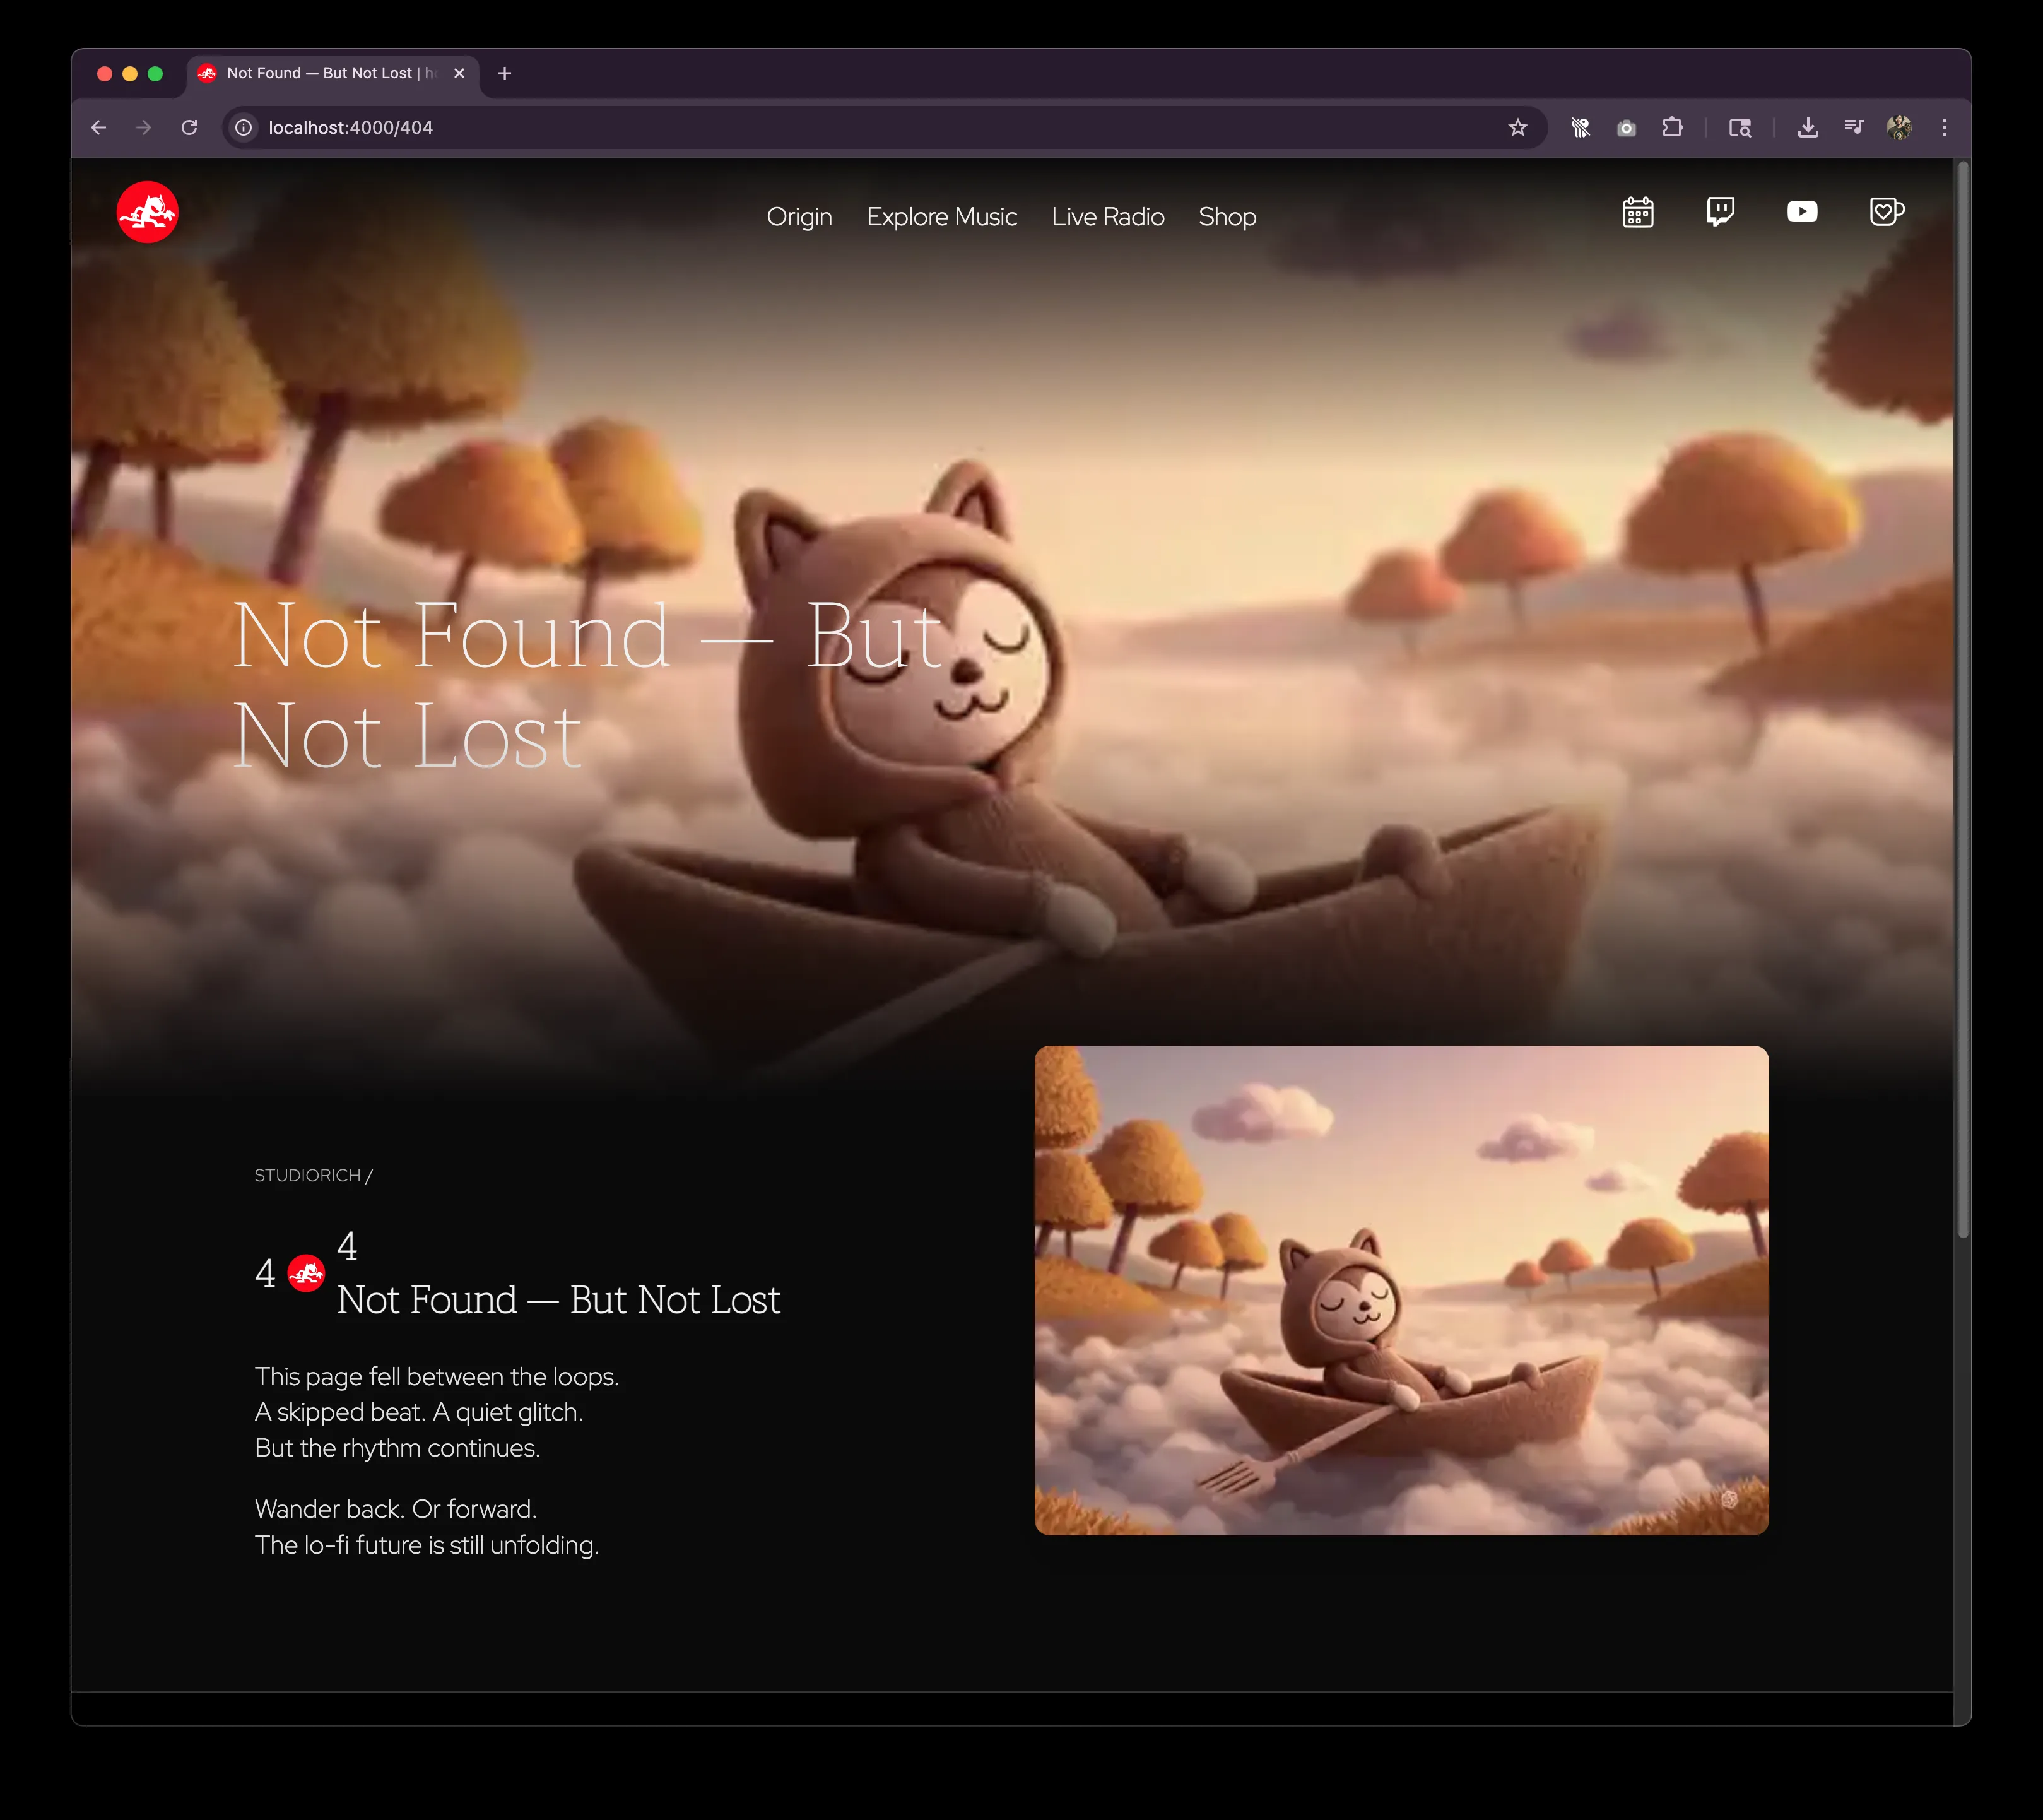 Not Found — But Not Lost | h
localhost:4000/404
Origin Explore Music Live Radio Shop
Not Found — But
Not Lost
STUDIORICH /
4 4
Not Found — But Not Lost
This page fell between the loops.
A skipped beat. A quiet glitch.
But the rhythm continues.
Wander back. Or forward.
The lo-fi future is still unfolding.